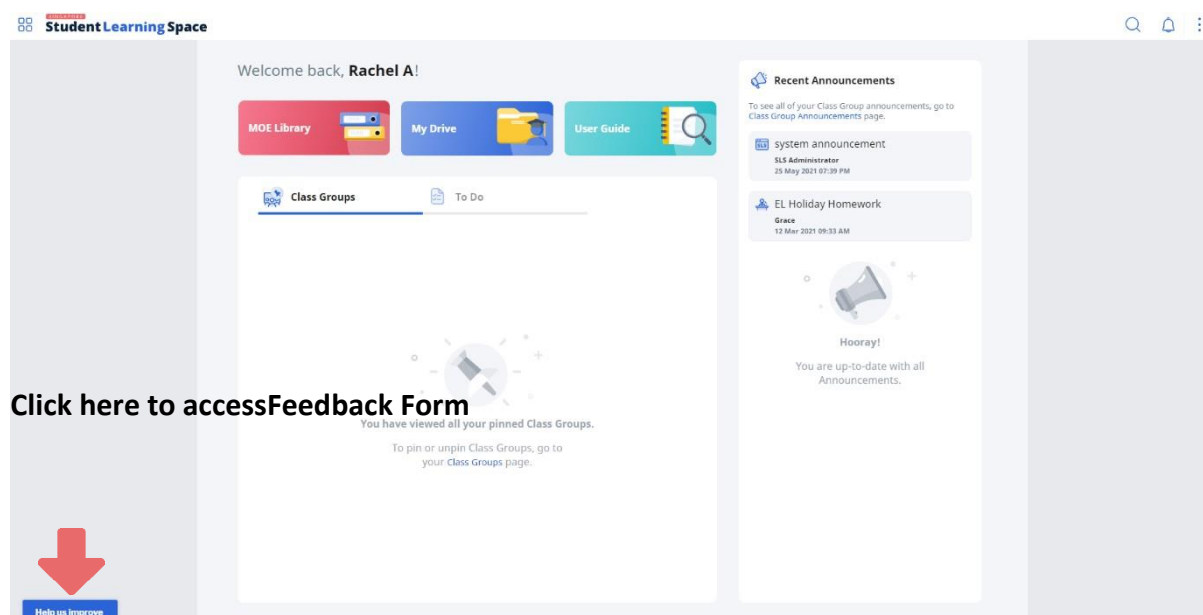 SINGAPORE
Student Learning Space
Welcome back, Rachel A!
MOE Library
My Drive
User Guide
Class Groups
To Do
You have viewed all your pinned Class Groups.
To pin or unpin Class Groups, go to
your Class Groups page.
Recent Announcements
To see all of your Class Group announcements, go to
Class Group Announcements page.
SLS
system announcement
SLS Administrator
25 May 2021 07:39 PM
EL Holiday Homework
Grace
12 Mar 2021 09:33 AM
Hooray!
You are up-to-date with all
Announcements.
Click here to accessFeedback Form
Help us improve